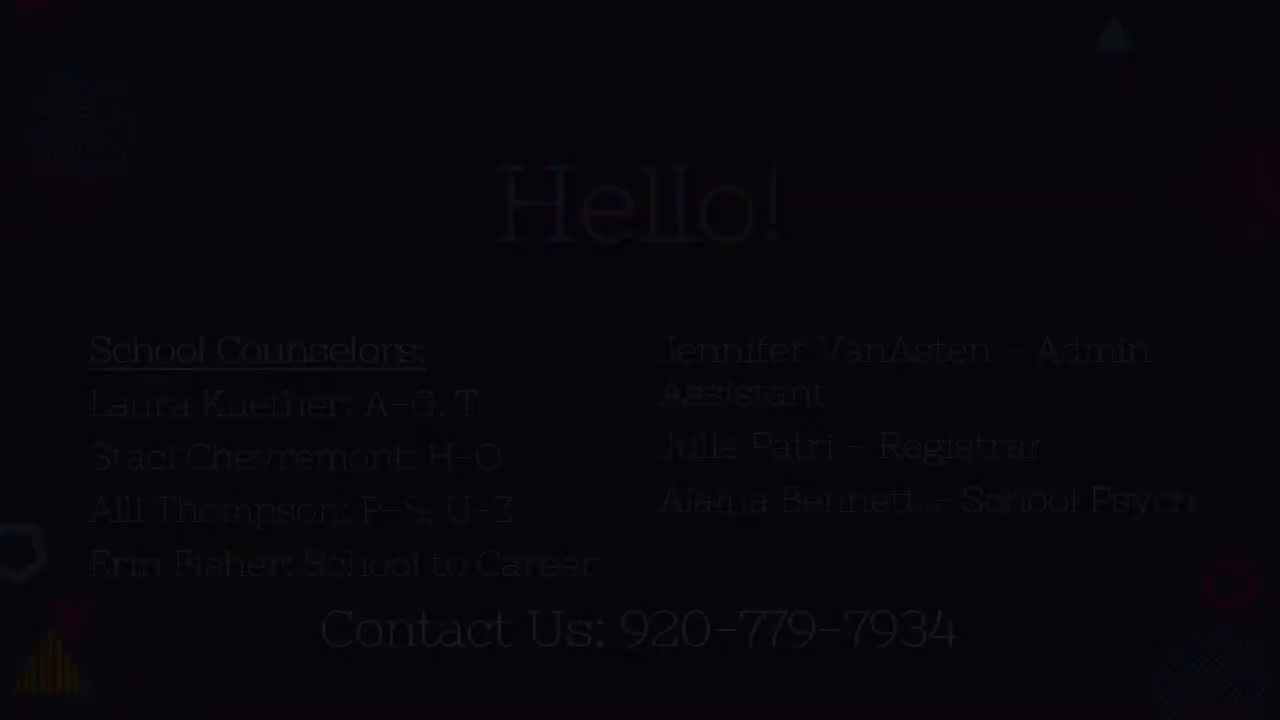 Hello!
School Counselors:
Laura Kuether: A-G, T
Staci Chevremont: H-O
Alli Thompson: P-S, U-Z
Erin Fisher: School to Career
Jennifer VanAsten - Admin
Assistant
Julie Patri - Registrar
Alaina Bennett - School Psych
Contact Us: 920-779-7934